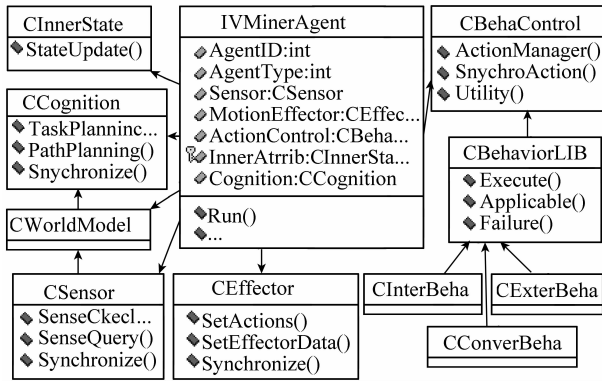 CInnerState
StateUpdate()
IVMinerAgent
AgentID:int
AgentType:int
Sensor:CSensor
MotionEffector:CEffec...
ActionControl:CBeha...
InnerAtrrib:CInnerSta...
Cognition:CCognition
Run()
...
CBehaControl
ActionManager()
SnychroAction()
Utility()
CCognition
TaskPlanninc...
PathPlanning()
Snychronize()
CBehaviorLIB
Execute()
Applicable()
Failure()
CWorldModel
CSensor
SenseCkecl...
SenseQuery()
Synchronize()
CEffector
SetActions()
SetEffectorData()
Synchronize()
CInterBeha
CExterBeha
CConverBeha